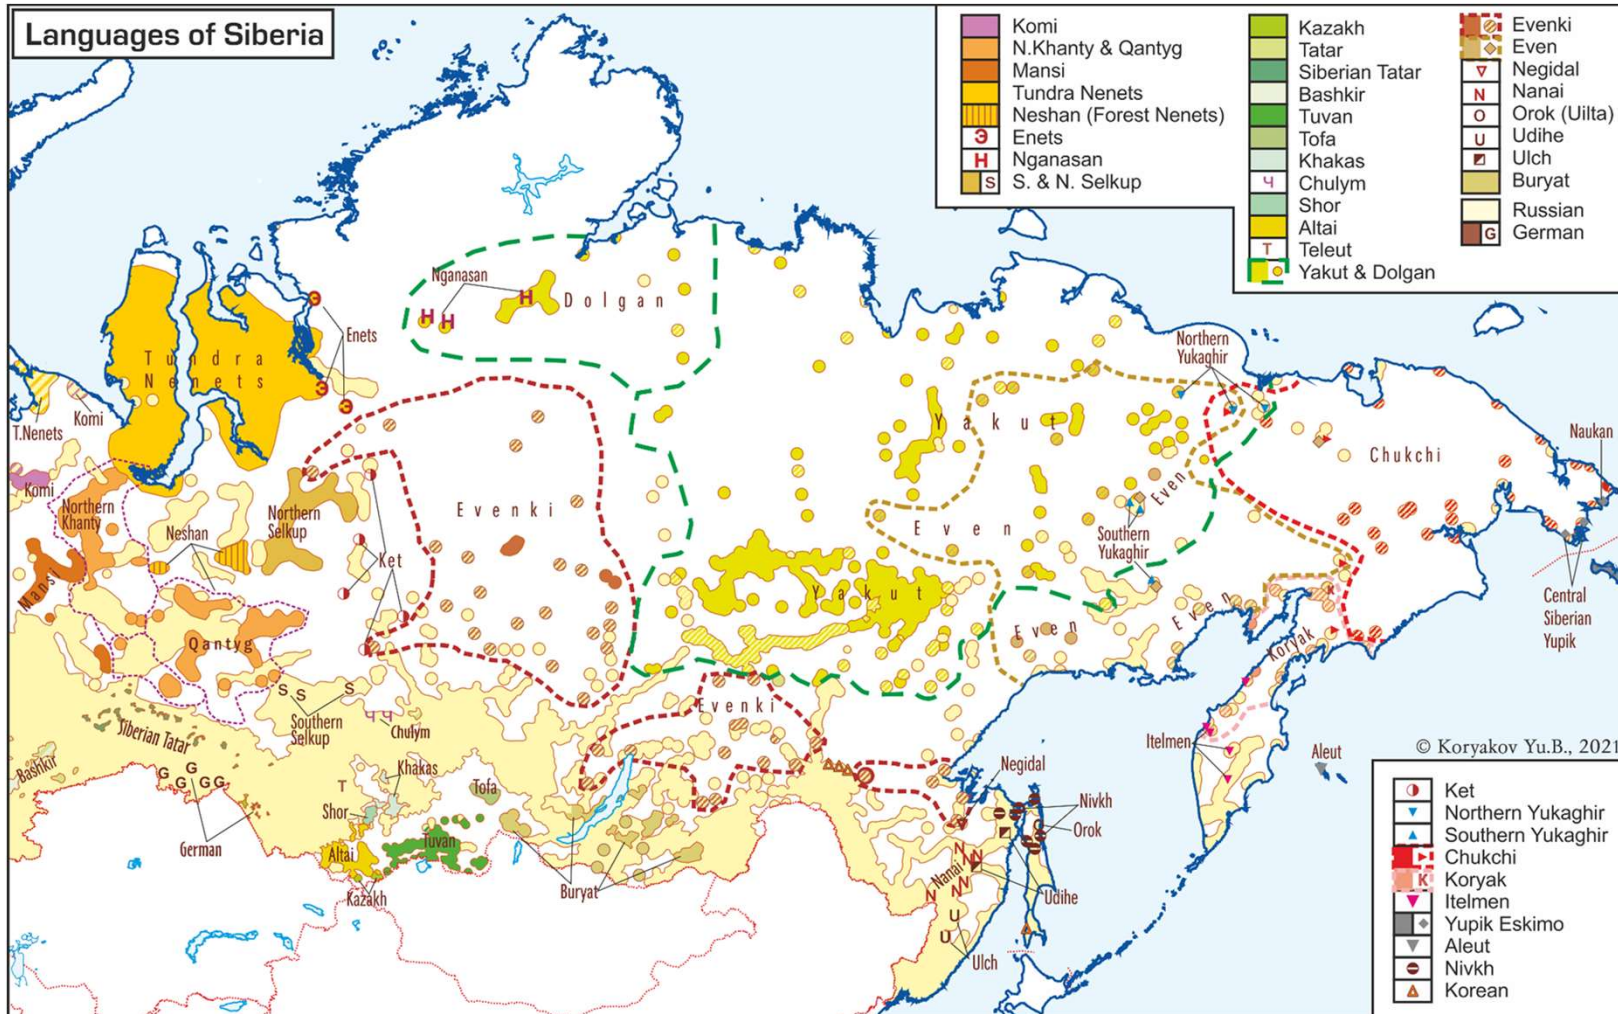 Languages of Siberia
Komi
N.Khanty & Qantyg
Mansi
Tundra Nenets
Neshan (Forest Nenets)
Э Enets
H Nganasan
S S. & N. Selkup
Kazakh
Tatar
Siberian Tatar
Bashkir
Tuvan
Tofa
Khakas
Ч Chulym
Shor
Altai
T Teleut
Yakut & Dolgan
Evenki
Even
Negidal
N Nanai
O Orok (Uilta)
U Udihe
Ulch
Buryat
Russian
G German
Nganasan
H
H H
Dolgan
Э
Enets
Э
Э
Tundra
Nenets
T.Nenets
Komi
Komi
Northern
Yukaghir
Naukan
Chukchi
Yakut
Northern
Khanty
Neshan
Northern
Selkup
Evenki
Even
Even
Southern
Yukaghir
Ket
Mansi
Yakut
Central
Siberian
Yupik
Even
Even
K
Koryak
Qantyg
S S S
Southern
Selkup
Ч Ч
Chulym
Siberian Tatar
Evenki
Itelmen
Aleut
© Koryakov Yu.B., 2021
Bashkir
G
G G G G
German
T
Khakas
Shor
Tofa
Negidal
Nivkh
Orok
Altai
Tuvan
Kazakh
Buryat
N
N N N
Nanai
N N N
Udihe
U
U
Ulch
Ket
Northern Yukaghir
Southern Yukaghir
Chukchi
K Koryak
Itelmen
Yupik Eskimo
Aleut
Nivkh
Korean